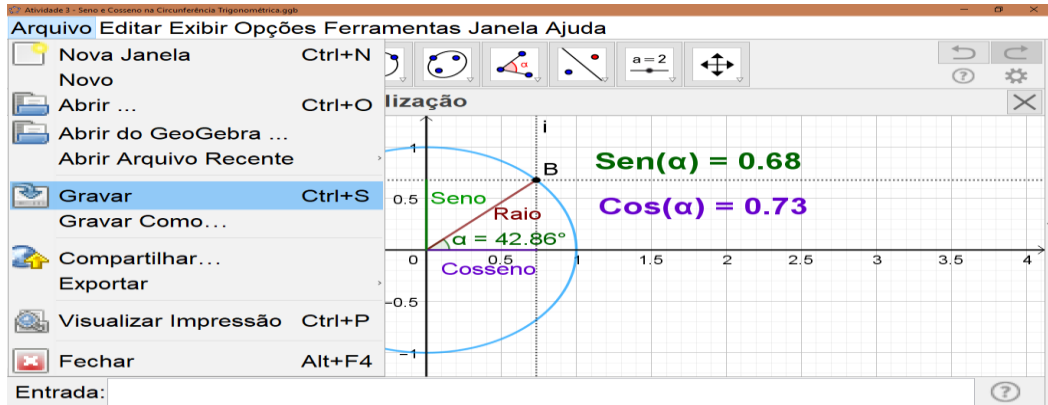 Atividade 3 - Seno e Cosseno na Circunferência Trigonométrica.ggb
Arquivo Editar Exibir Opções Ferramentas Janela Ajuda
Nova Janela Ctrl+N
Novo
Abrir ... Ctrl+O
Abrir do GeoGebra ...
Abrir Arquivo Recente
Gravar Ctrl+S
Gravar Como...
Compartilhar...
Exportar
Visualizar Impressão Ctrl+P
Fechar Alt+F4
α
a = 2
lização
i
1
B
Sen(α) = 0.68
0.5
Seno
Cos(α) = 0.73
Raio
α = 42.86°
0 0.5 1 1.5 2 2.5 3 3.5 4
Cosseno
-0.5
-1
Entrada: